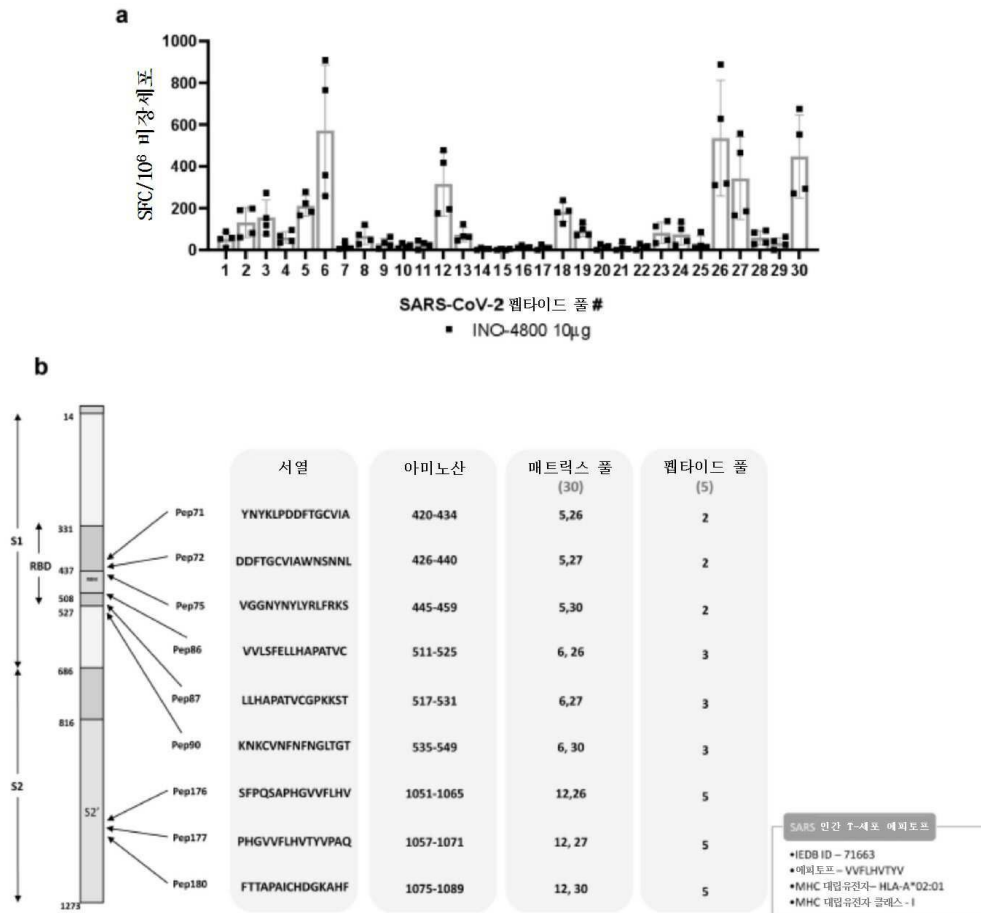 a
1000
800
600
400
200
0
SFC/10⁶ 비장세포
1 2 3 4 5 6 7 8 9 10 11 12 13 14 15 16 17 18 19 20 21 22 23 24 25 26 27 28 29 30
SARS-CoV-2 펩타이드 풀 #
■ INO-4800 10µg
b
14
331
437
508
527
686
816
1273
S1
RBD
S2
S2'
서열 아미노산 매트릭스 풀 펩타이드 풀
(30) (5)
Pep71 YNYKLPDDFTGCVIA 420-434 5,26 2
Pep72 DDFTGCVIAWNSNNL 426-440 5,27 2
Pep75 VGGNYNYLYRLFRKS 445-459 5,30 2
Pep86 VVLSFELLHAPATVC 511-525 6, 26 3
Pep87 LLHAPATVCGPKKST 517-531 6,27 3
Pep90 KNKCVNFNFNGLTGT 535-549 6, 30 3
Pep176 SFPQSAPHGVVFLHV 1051-1065 12,26 5
Pep177 PHGVVFLHVTYVPAQ 1057-1071 12, 27 5
Pep180 FTTAPAICHDGKAHF 1075-1089 12, 30 5
SARS 인간 T-세포 에피토프
•IEDB ID – 71663
•에피토프 – VVFLHVTYV
•MHC 대립유전자– HLA-A*02:01
•MHC 대립유전자 클래스 - I